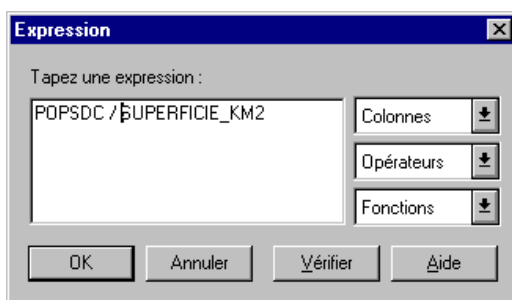 Expression
Tapez une expression :
POPSDC / SUPERFICIE_KM2
Colonnes
Opérateurs
Fonctions
OK Annuler Vérifier Aide